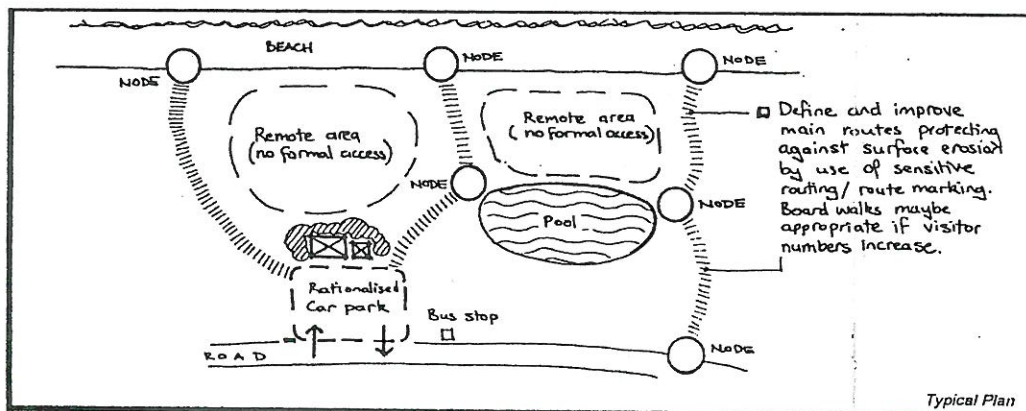 BEACH
NODE
NODE
NODE
Remote area
(no formal access)
Remote area
(no formal access)
Define and improve
main routes protecting
against surface erosion
by use of sensitive
routing/ route marking.
Board walks maybe
appropriate if visitor
numbers increase.
NODE
NODE
Pool
Rationalised
Car park
Bus stop
ROAD
NODE
Typical Plan